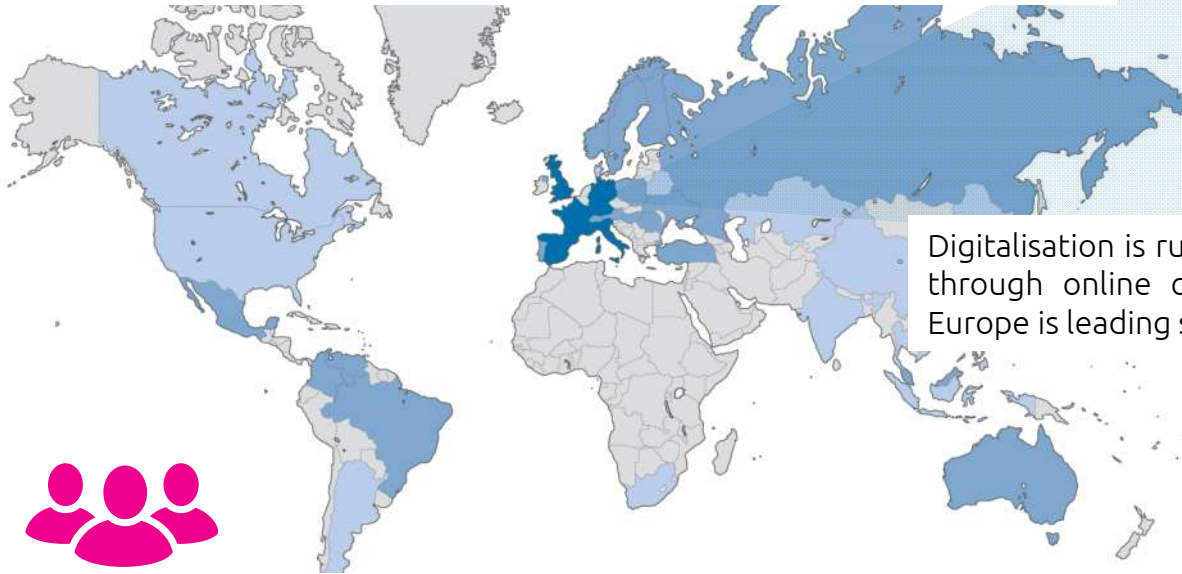 Digitalisation is
through online
Europe is leading